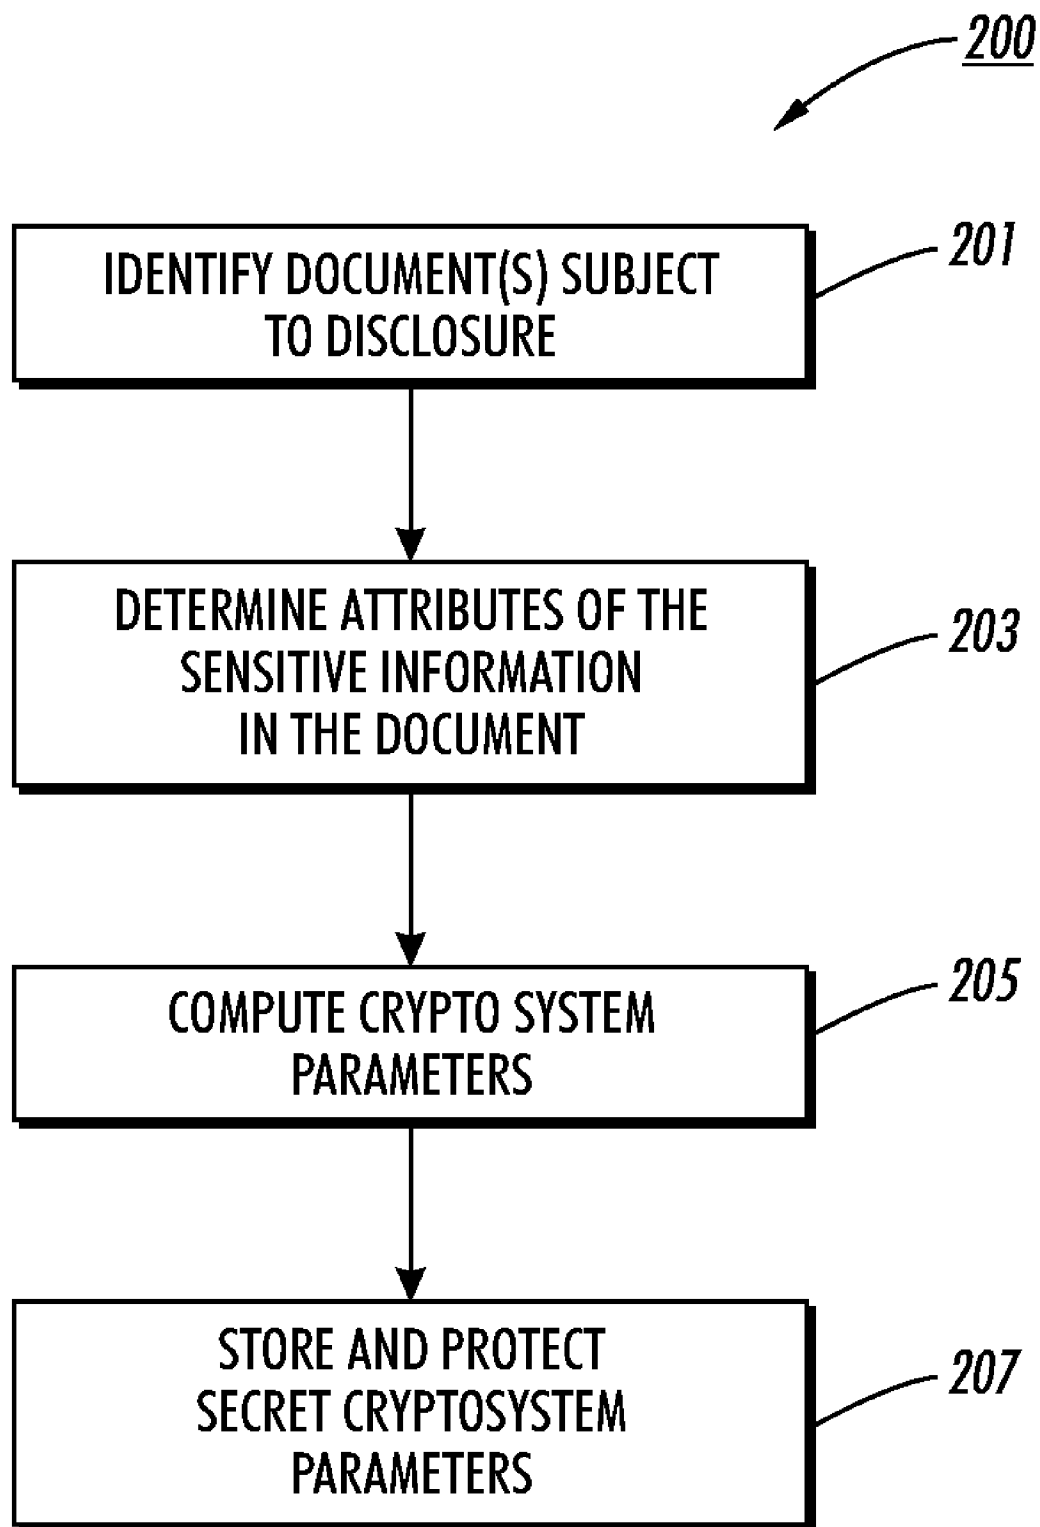 200
IDENTIFY DOCUMENT(S) SUBJECT
TO DISCLOSURE
201
DETERMINE ATTRIBUTES OF THE
SENSITIVE INFORMATION
IN THE DOCUMENT
203
COMPUTE CRYPTO SYSTEM
PARAMETERS
205
STORE AND PROTECT
SECRET CRYPTOSYSTEM
PARAMETERS
207